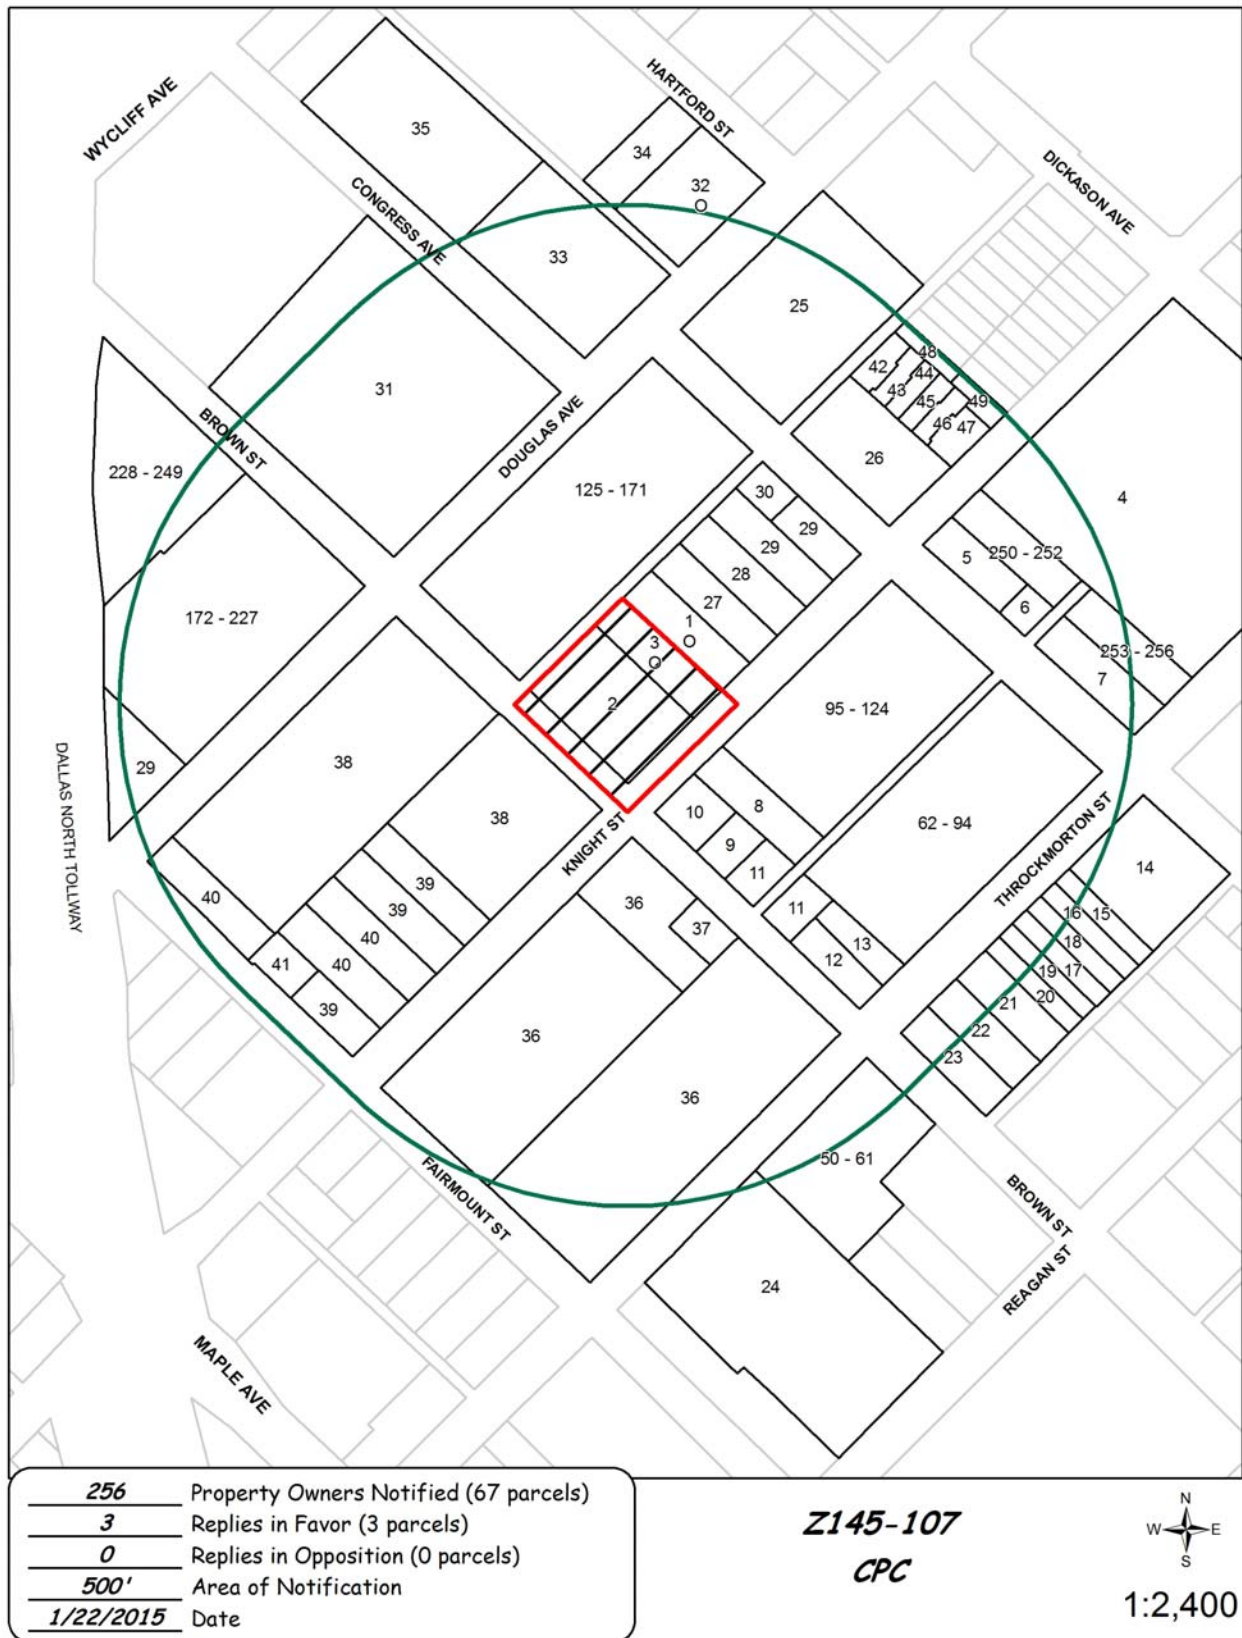 HARTFORD ST
WYCLIFF AVE
35
34
32
O
DICKASON AVE
CONGRESS AVE
33
25
31
48
42
44
43
45
49
46
47
DOUGLAS AVE
BROWN ST
26
228 - 249
125 - 171
30
29
4
29
5
250 - 252
28
27
6
172 - 227
1
O
3
O
253 - 256
7
2
95 - 124
DALLAS NORTH TOLLWAY
29
38
38
10
8
62 - 94
9
KNIGHT ST
11
THROCKMORTON ST
14
39
40
36
11
16
15
39
37
13
18
40
12
41
40
19
17
20
39
21
36
22
23
36
50 - 61
FAIRMOUNT ST
BROWN ST
REAGAN ST
24
MAPLE AVE
256 Property Owners Notified (67 parcels)
3 Replies in Favor (3 parcels)
0 Replies in Opposition (0 parcels)
500' Area of Notification
1/22/2015 Date
Z145-107
CPC
N
W E
S
1:2,400